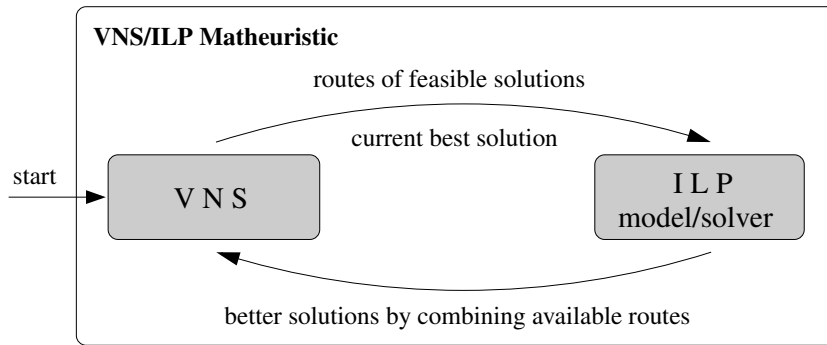 VNS/ILP Matheuristic
routes of feasible solutions
current best solution
start
V N S
I L P
model/solver
better solutions by combining available routes